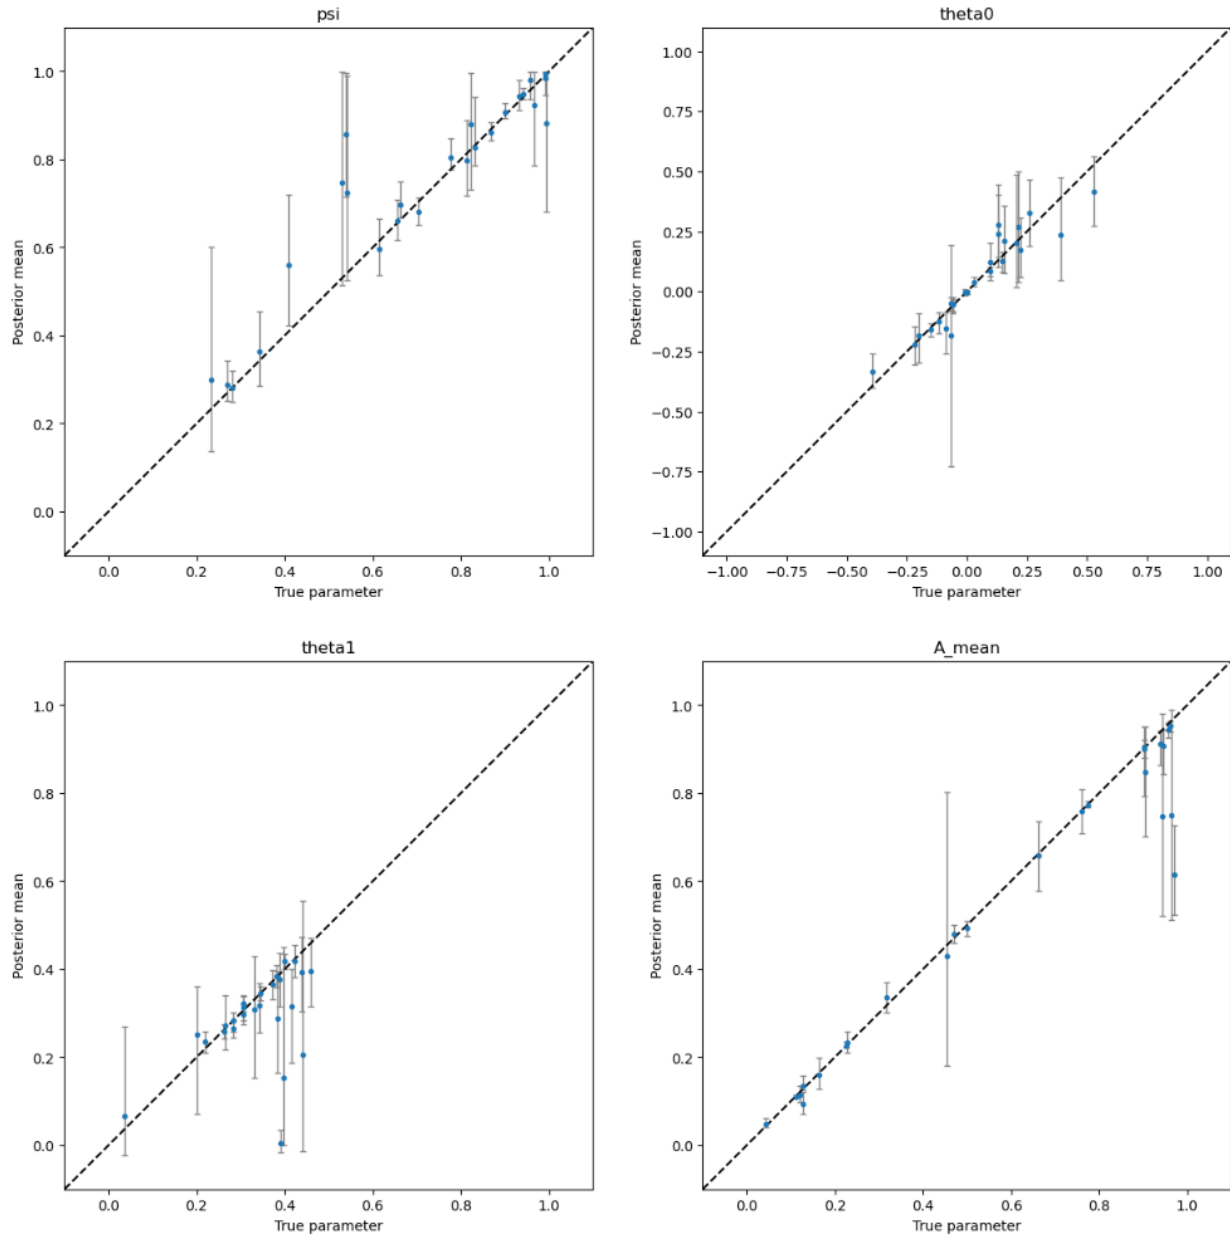 psi
Posterior mean
1.0
0.8
0.6
0.4
0.2
0.0
0.0 0.2 0.4 0.6 0.8 1.0
True parameter
theta0
Posterior mean
1.00
0.75
0.50
0.25
0.00
−0.25
−0.50
−0.75
−1.00
−1.00 −0.75 −0.50 −0.25 0.00 0.25 0.50 0.75 1.00
True parameter
theta1
Posterior mean
1.0
0.8
0.6
0.4
0.2
0.0
0.0 0.2 0.4 0.6 0.8 1.0
True parameter
A_mean
Posterior mean
1.0
0.8
0.6
0.4
0.2
0.0
0.0 0.2 0.4 0.6 0.8 1.0
True parameter